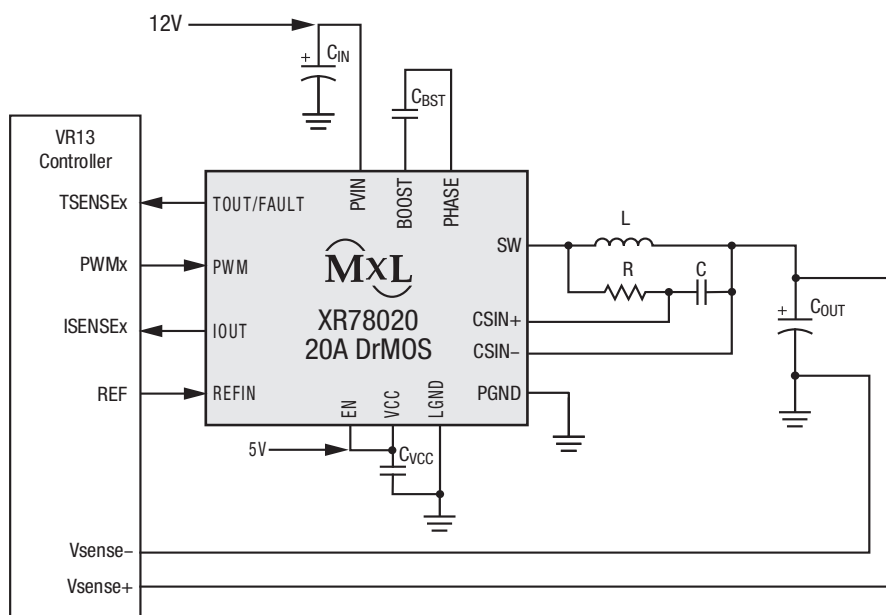 12V
+
CIN
CBST
VR13
Controller
TSENSEx
TOUT/FAULT
PVIN
BOOST
PHASE
SW
L
R
C
PWMx
PWM
MxL
ISENSEx
IOUT
XR78020
20A DrMOS
CSIN+
CSIN–
+
COUT
REF
REFIN
EN
VCC
LGND
PGND
5V
CVCC
Vsense–
Vsense+